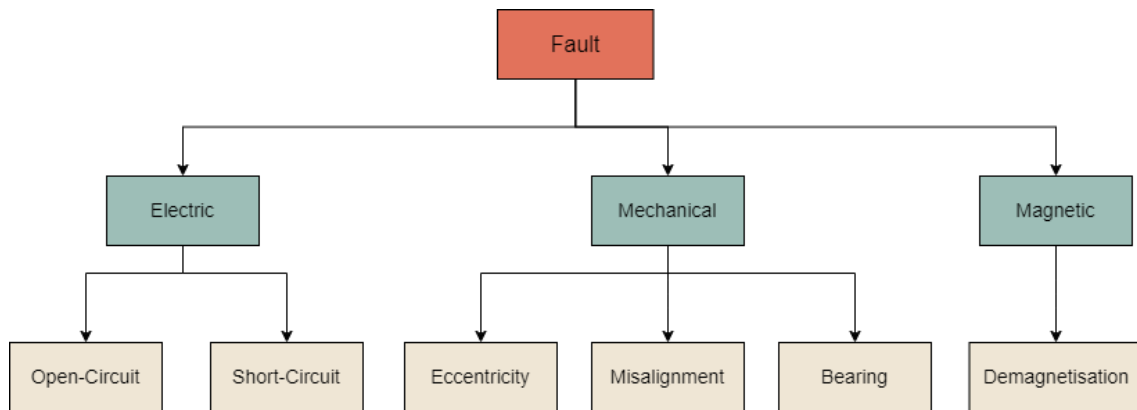 Fault
Electric
Mechanical
Magnetic
Open-Circuit
Short-Circuit
Eccentricity
Misalignment
Bearing
Demagnetisation